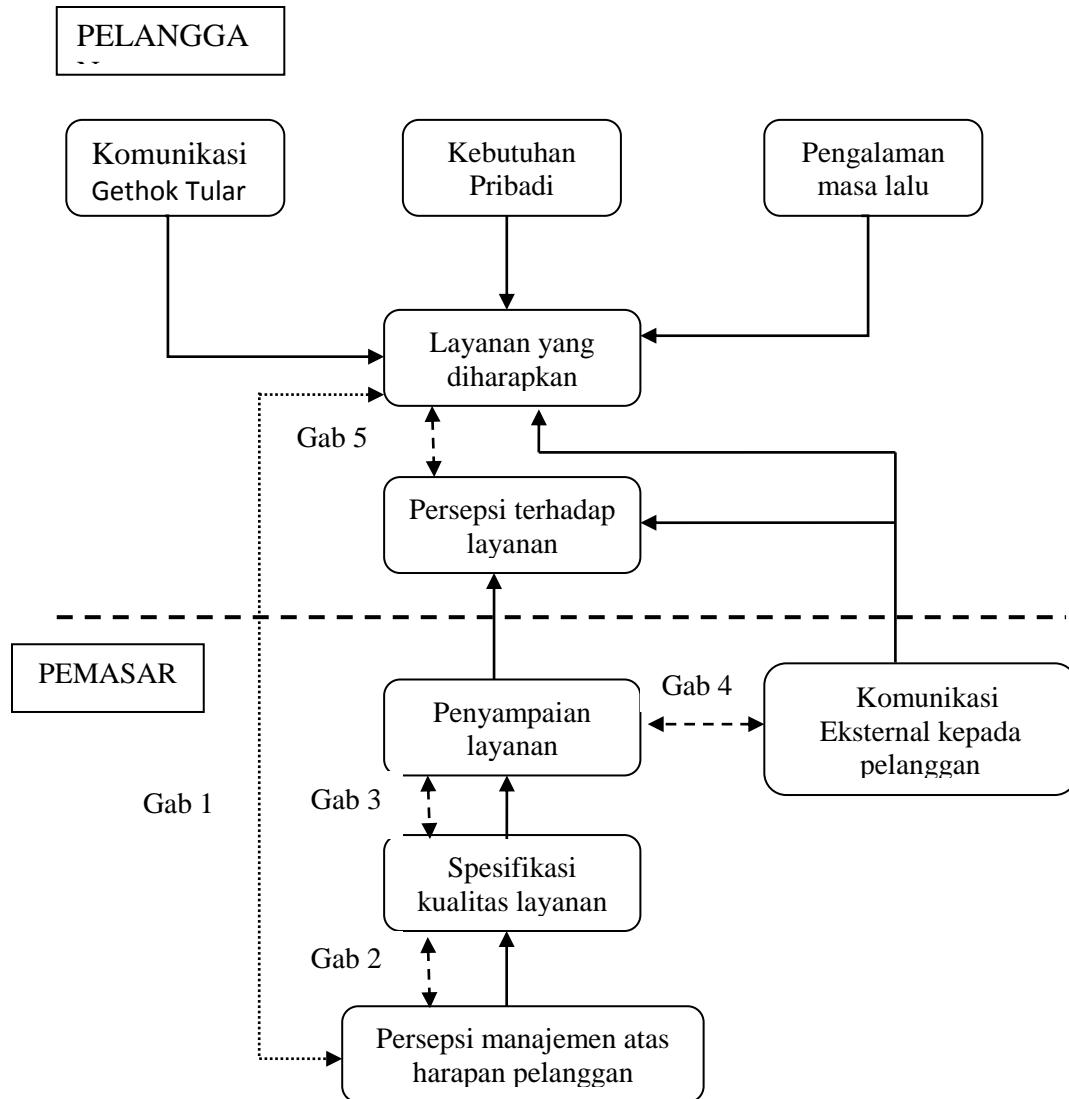 PELANGGA
Komunikasi
Gethok Tular
Kebutuhan
Pribadi
Pengalaman
masa lalu
Layanan yang
diharapkan
Gab 5
Persepsi terhadap
layanan
PEMASAR
Gab 4
Penyampaian
layanan
Komunikasi
Eksternal kepada
pelanggan
Gab 1
Gab 3
Spesifikasi
kualitas layanan
Gab 2
Persepsi manajemen atas
harapan pelanggan